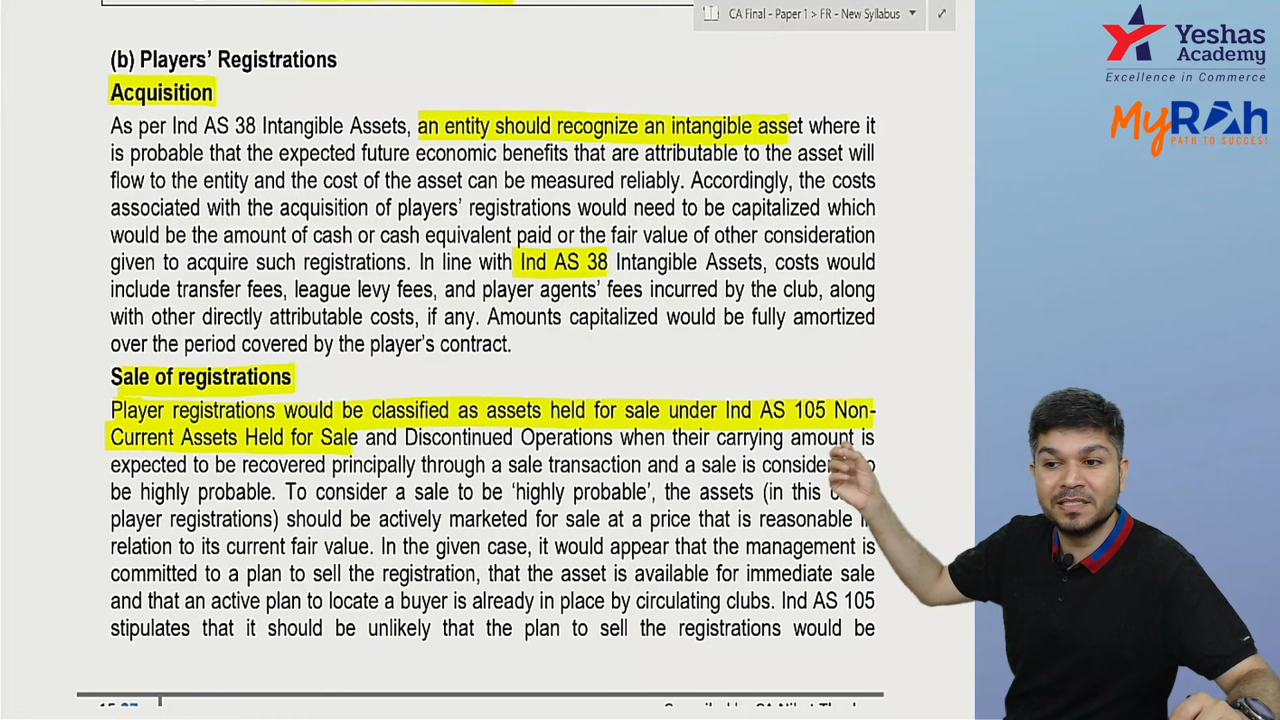 CA Final - Paper 1 > FR - New Syllabus
Yeshas
Academy
Excellence in Commerce
MyRAh
PATH TO SUCCESS!
(b) Players' Registrations
Acquisition
As per Ind AS 38 Intangible Assets, an entity should recognize an intangible asset where it
is probable that the expected future economic benefits that are attributable to the asset will
flow to the entity and the cost of the asset can be measured reliably. Accordingly, the costs
associated with the acquisition of players' registrations would need to be capitalized which
would be the amount of cash or cash equivalent paid or the fair value of other consideration
given to acquire such registrations. In line with Ind AS 38 Intangible Assets, costs would
include transfer fees, league levy fees, and player agents' fees incurred by the club, along
with other directly attributable costs, if any. Amounts capitalized would be fully amortized
over the period covered by the player's contract.
Sale of registrations
Player registrations would be classified as assets held for sale under Ind AS 105 Non-
Current Assets Held for Sale and Discontinued Operations when their carrying amount is
expected to be recovered principally through a sale transaction and a sale is
be highly probable. To consider a sale to be 'highly probable', the assets (in this
player registrations) should be actively marketed for sale at a price that is reasonable
relation to its current fair value. In the given case, it would appear that the management is
committed to a plan to sell the registration, that the asset is available for immediate sale
and that an active plan to locate a buyer is already in place by circulating clubs. Ind AS 105
stipulates that it should be unlikely that the plan to sell the registrations would be